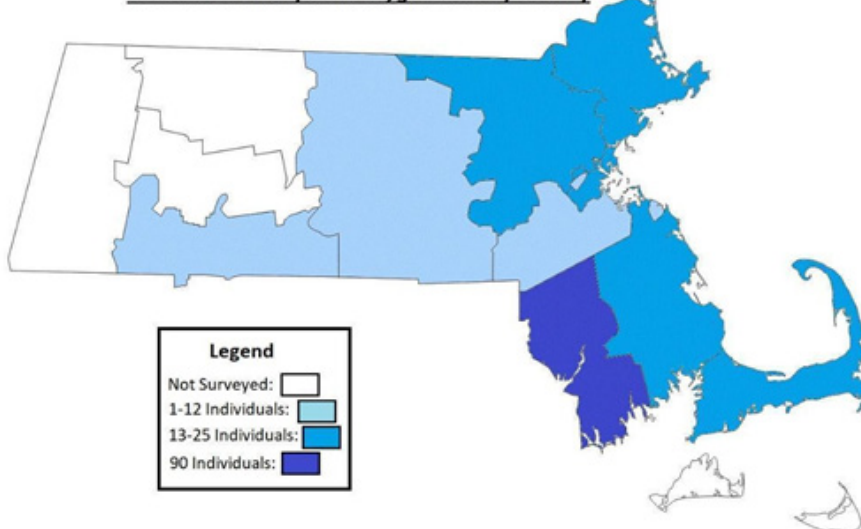 Legend
Not Surveyed:
1-12 Individuals:
13-25 Individuals:
90 Individuals: